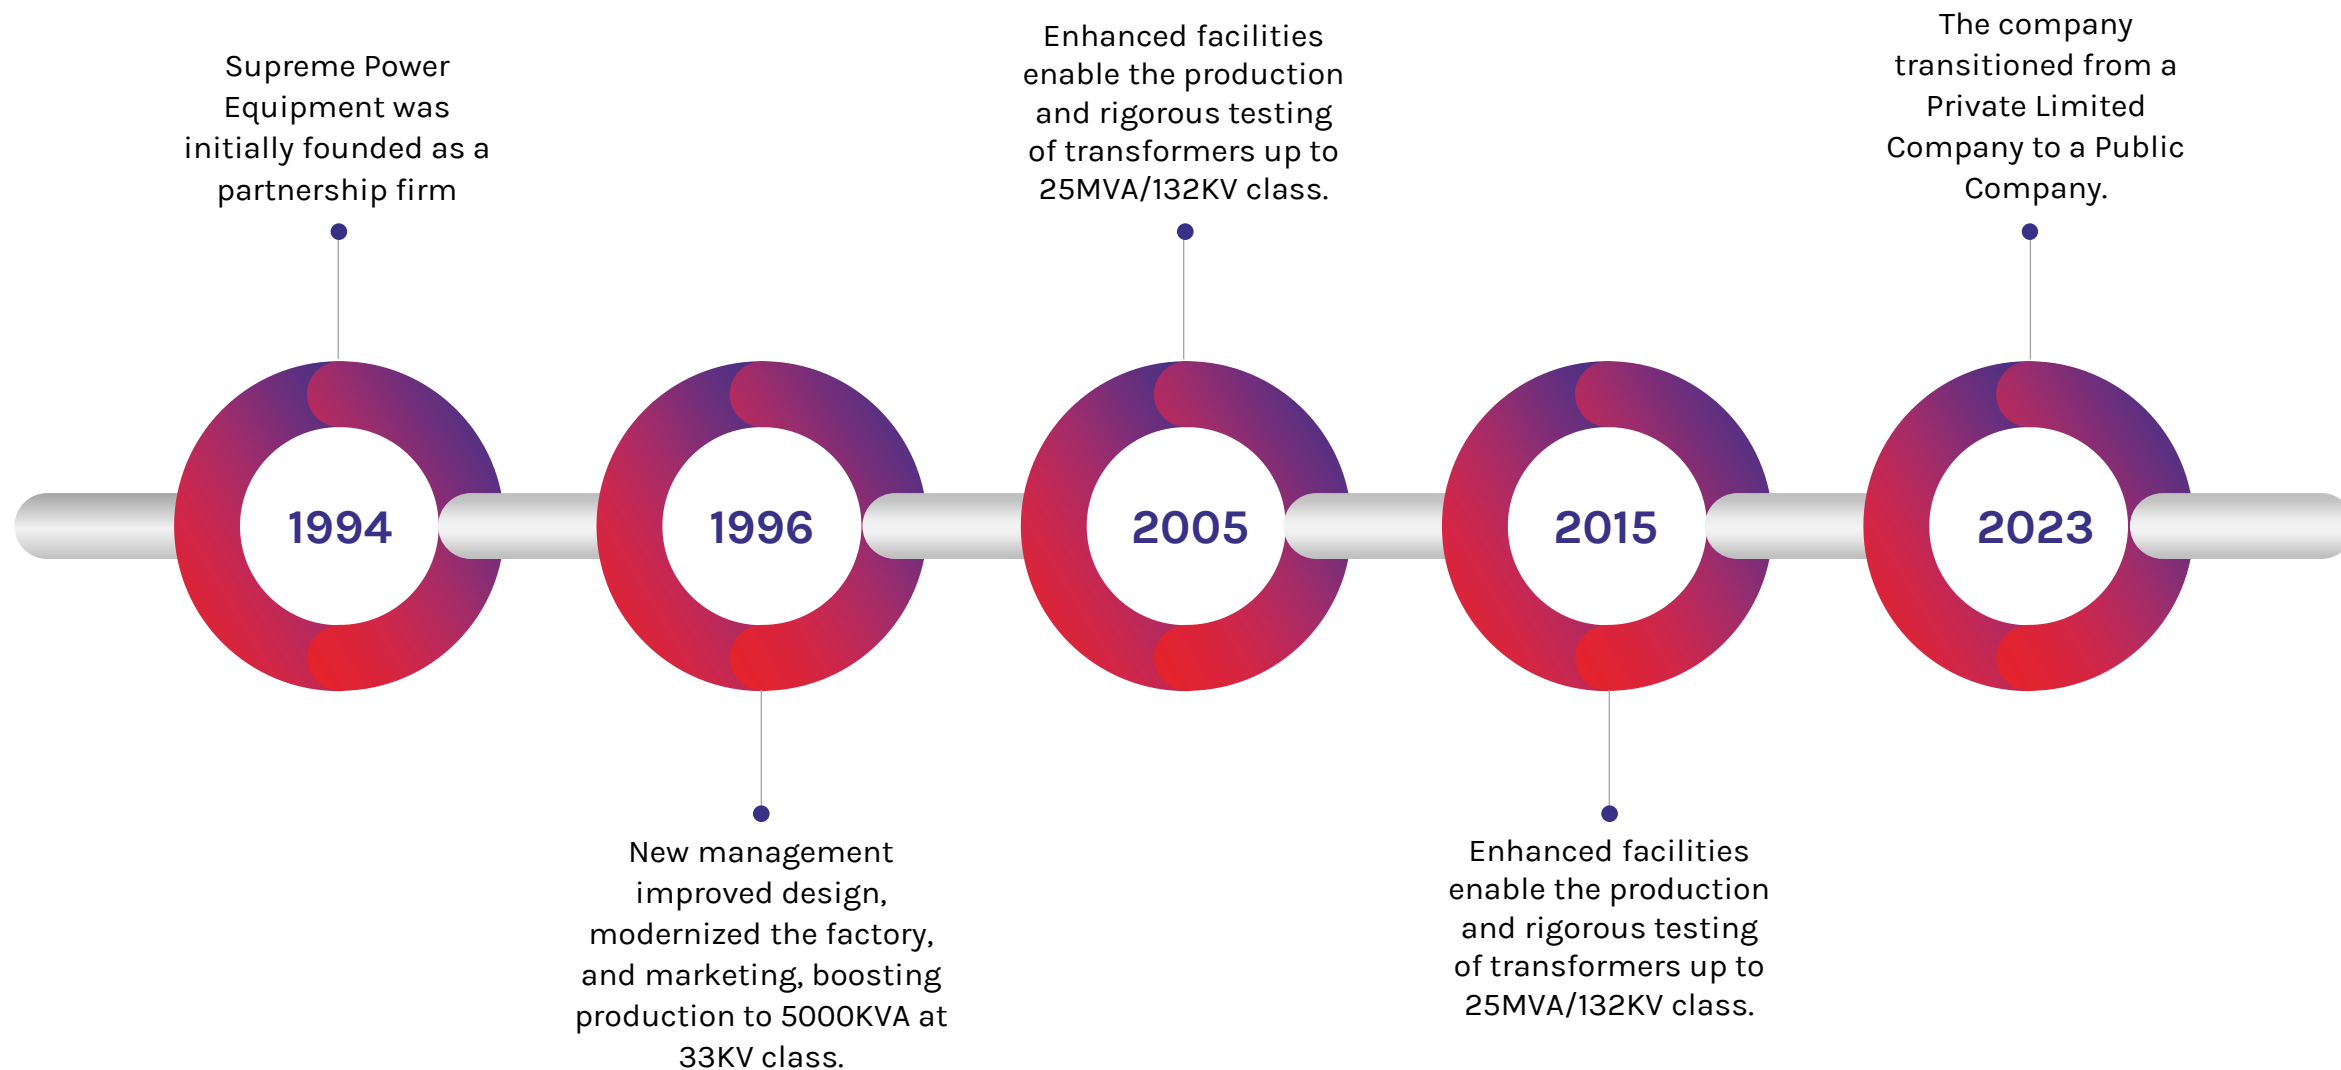 Supreme Power
Equipment was
initially founded as a
partnership firm
1994
1996
New management
improved design,
modernized the factory,
and marketing, boosting
production to 5000KVA at
33KV class.
Enhanced facilities
enable the production
and rigorous testing
of transformers up to
25MVA/132KV class.
2005
2015
Enhanced facilities
enable the production
and rigorous testing
of transformers up to
25MVA/132KV class.
The company
transitioned from a
Private Limited
Company to a Public
Company.
2023